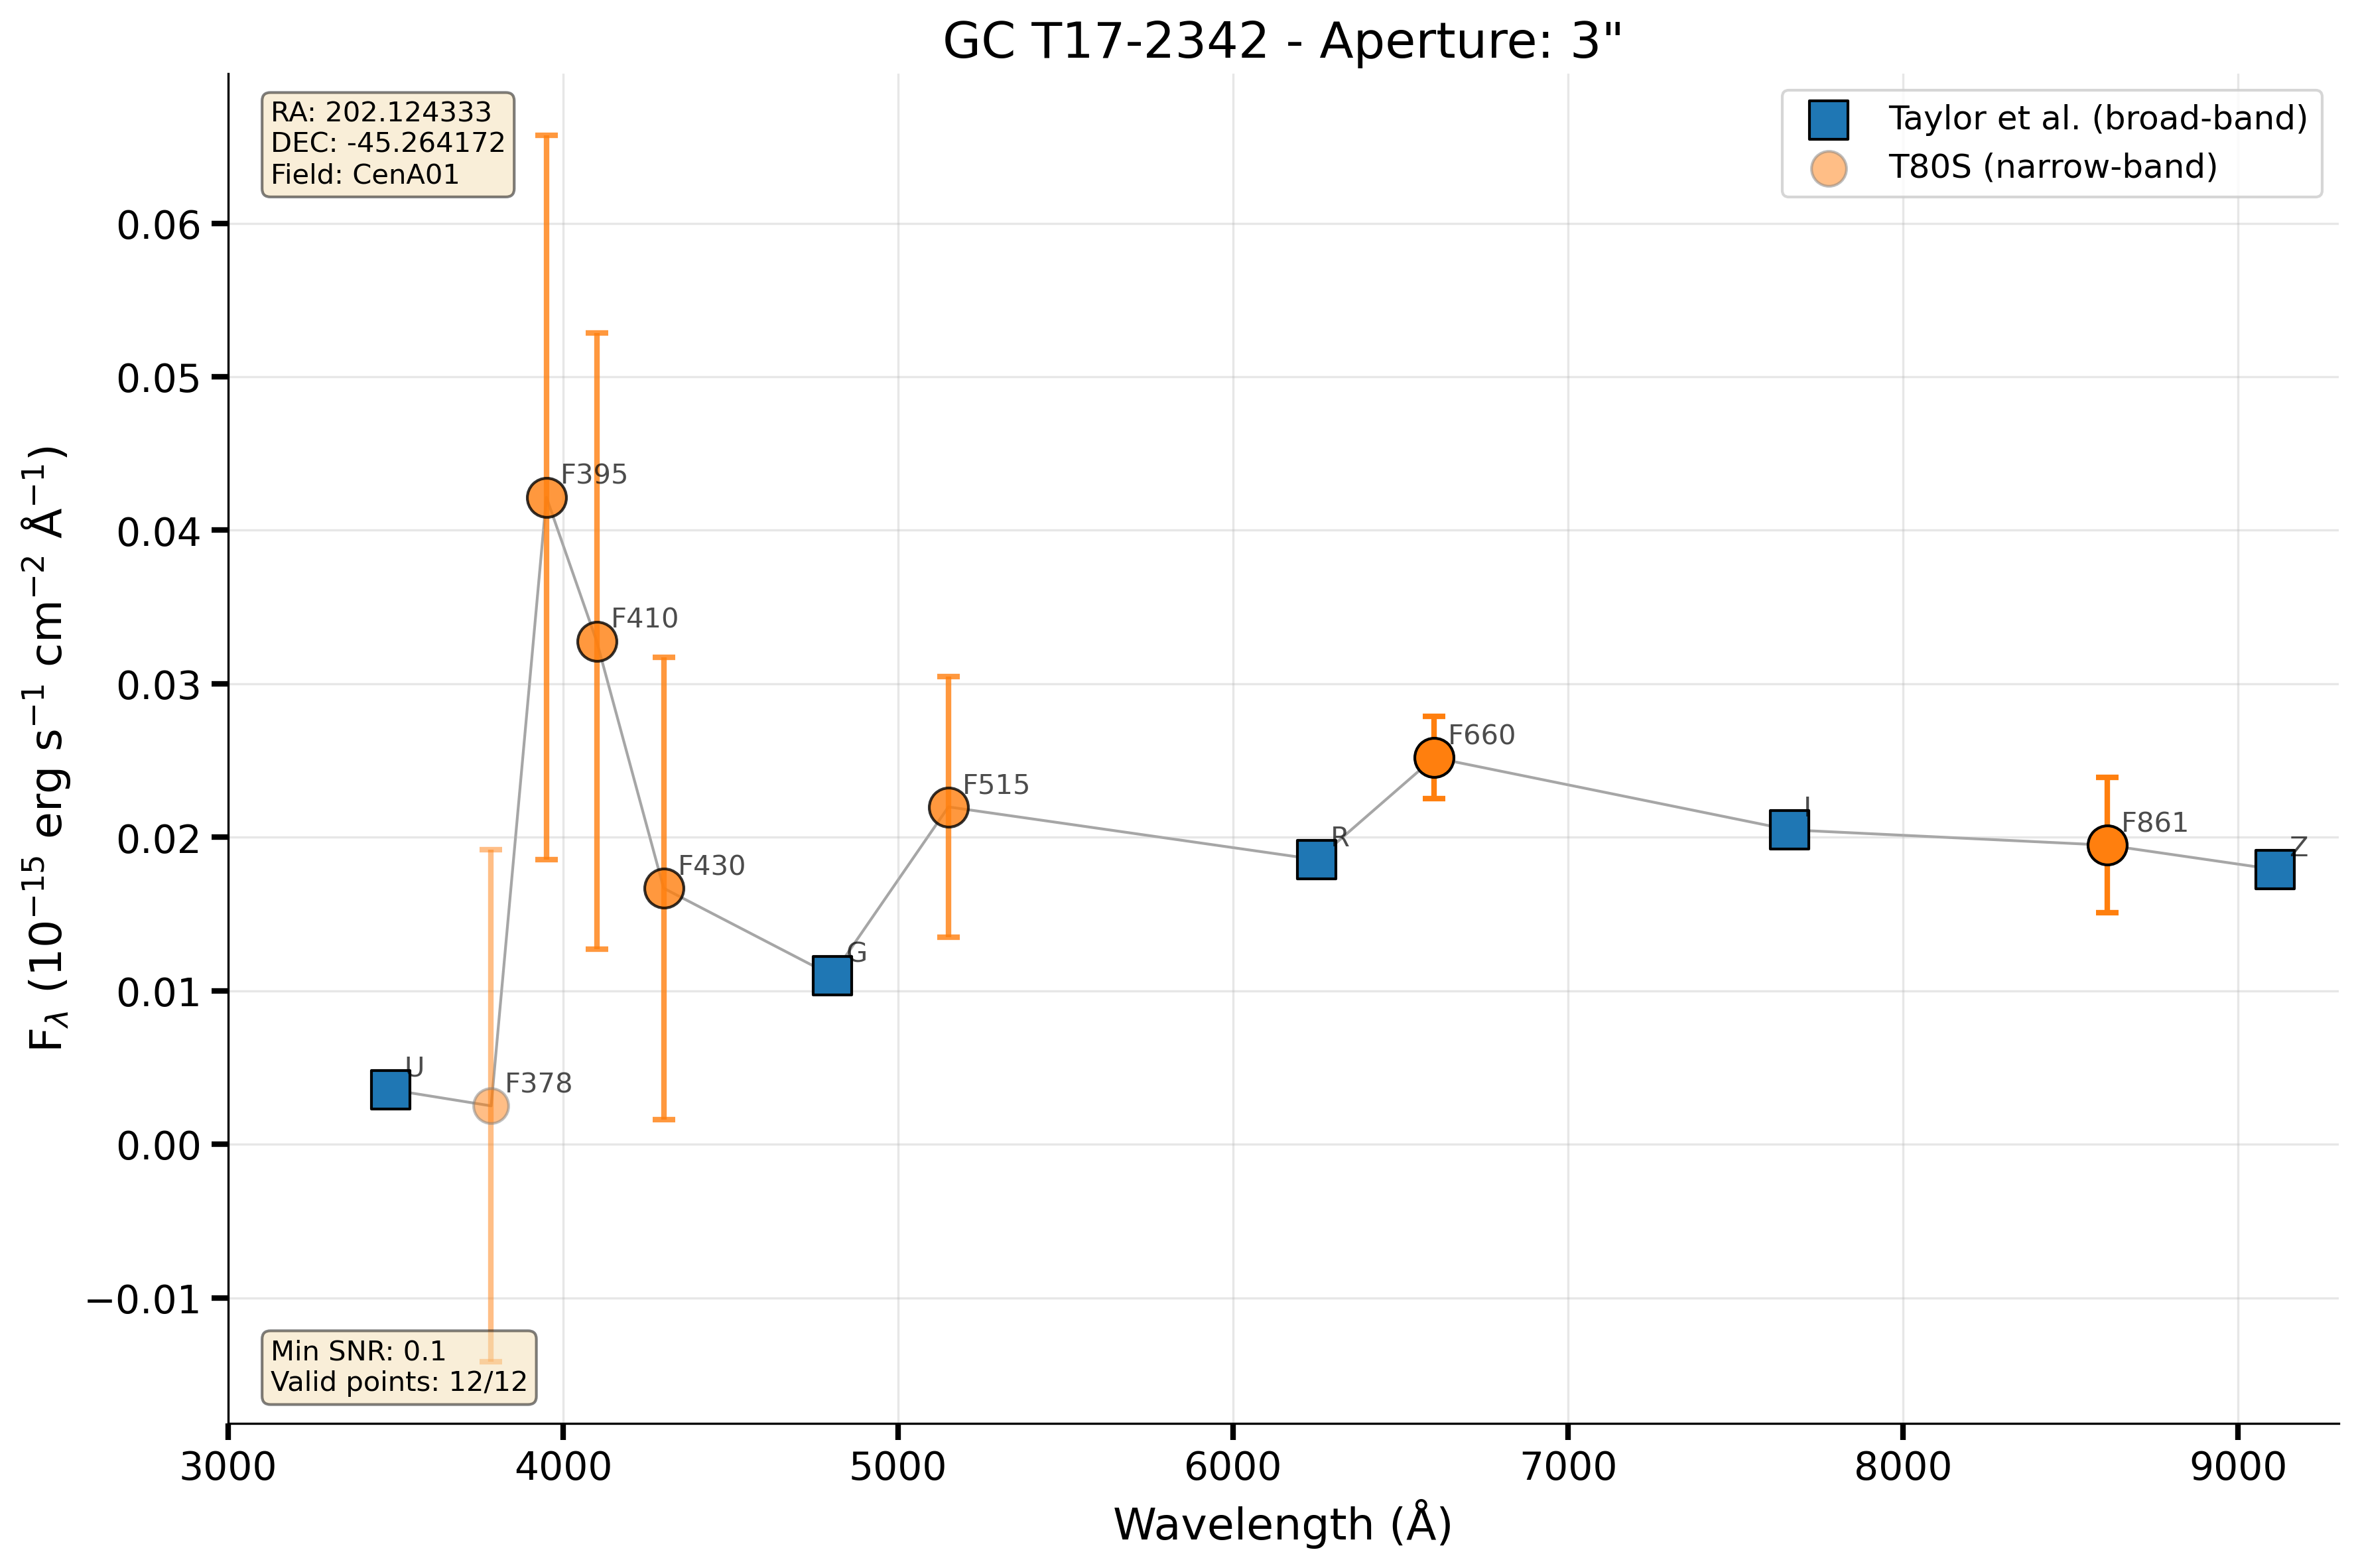 GC T17-2342 - Aperture: 3"
RA: 202.124333
DEC: -45.264172
Field: CenA01
Taylor et al. (broad-band)
T80S (narrow-band)
F_λ (10⁻¹⁵ erg s⁻¹ cm⁻² Å⁻¹)
0.06
0.05
0.04
0.03
0.02
0.01
0.00
−0.01
U
F378
F395
F410
F430
G
F515
R
F660
I
F861
Z
Min SNR: 0.1
Valid points: 12/12
3000
4000
5000
6000
7000
8000
9000
Wavelength (Å)